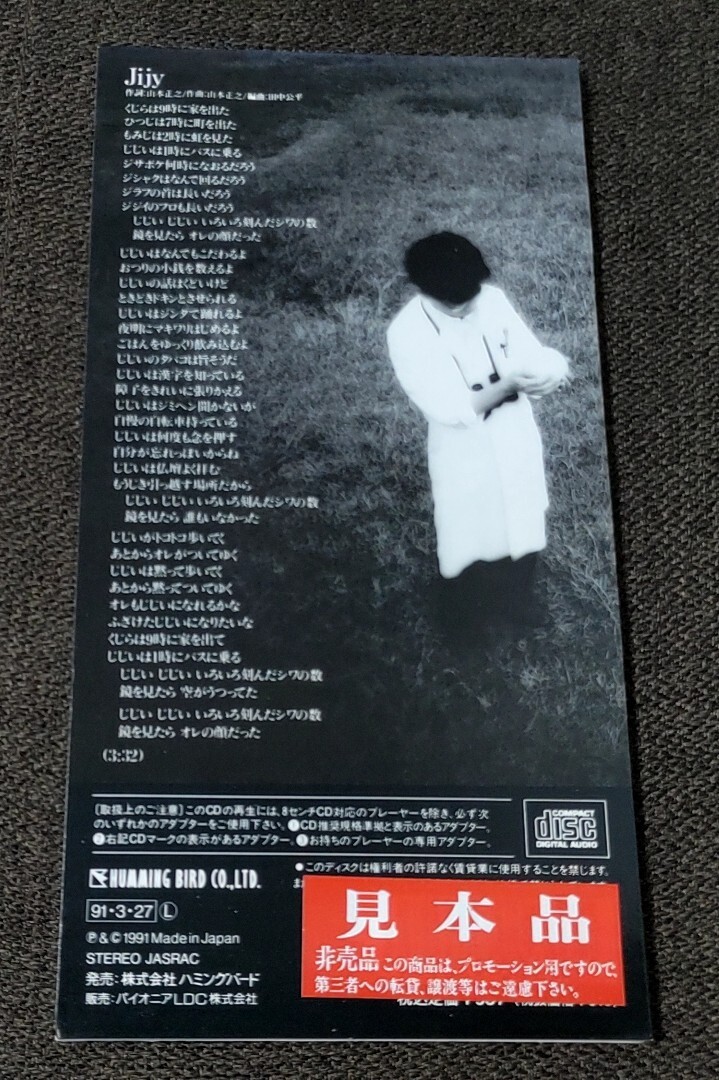 Jijy
作詞:山本正之/作曲:山本正之/編曲:田中公平
くじらは9時に家を出た
ひつじは7時に町を出た
もみじは2時に虹を見た
じじいは1時にバスに乗る
ジサボケ何時になおるだろう
ジシャクはなんで回るだろう
ジラフの首は長いだろう
ジジイのフロも長いだろう
じじい じじい いろいろ刻んだシワの数
鏡を見たら オレの顔だった
じじいはなんでもこだわるよ
おつりの小銭を数えるよ
じじいの話はくどいけど
ときどきドキンとさせられる
じじいはジンタで踊れるよ
夜明にマキワリはじめるよ
ごはんをゆっくり飲み込むよ
じじいのタバコは旨そうだ
じじいは漢字を知っている
障子をきれいに張りかえる
じじいはジミヘン聞かないが
自慢の自転車持っている
じじいは何度も念を押す
自分が忘れっぽいからね
じじいは仏壇よく拝む
もうじき引っ越す場所だから
じじい じじい いろいろ刻んだシワの数
鏡を見たら 誰もいなかった
じじいがトコトコ歩いてく
あとからオレがついてゆく
じじいは黙って歩いてく
あとから黙ってついてゆく
オレもじじいになれるかな
ふざけたじじいになりたいな
くじらは9時に家を出て
じじいは1時にバスに乗る
じじい じじい いろいろ刻んだシワの数
鏡を見たら 空がうつってた
じじい じじい いろいろ刻んだシワの数
鏡を見たら オレの顔だった
(3:32)
〔取扱上のご注意〕このCDの再生には、8センチCD対応のプレーヤーを除き、必ず次
のいずれかのアダプターをご使用下さい。❶CD推奨規格準拠と表示のあるアダプター。
❷右記CDマークの表示があるアダプター。❸お持ちのプレーヤーの専用アダプター。
COMPACT
disc
DIGITAL AUDIO
HUMMING BIRD CO.,LTD.
●このディスクは権利者の許諾なく賃貸業に使用することを禁じます。
91・3・27 Ⓛ
℗&©1991 Made in Japan
STEREO JASRAC
発売:株式会社 ハミングバード
販売:パイオニアLDC株式会社
見本品
非売品 この商品は、プロモーション用ですので、
第三者への転貸、譲渡等はご遠慮下さい。